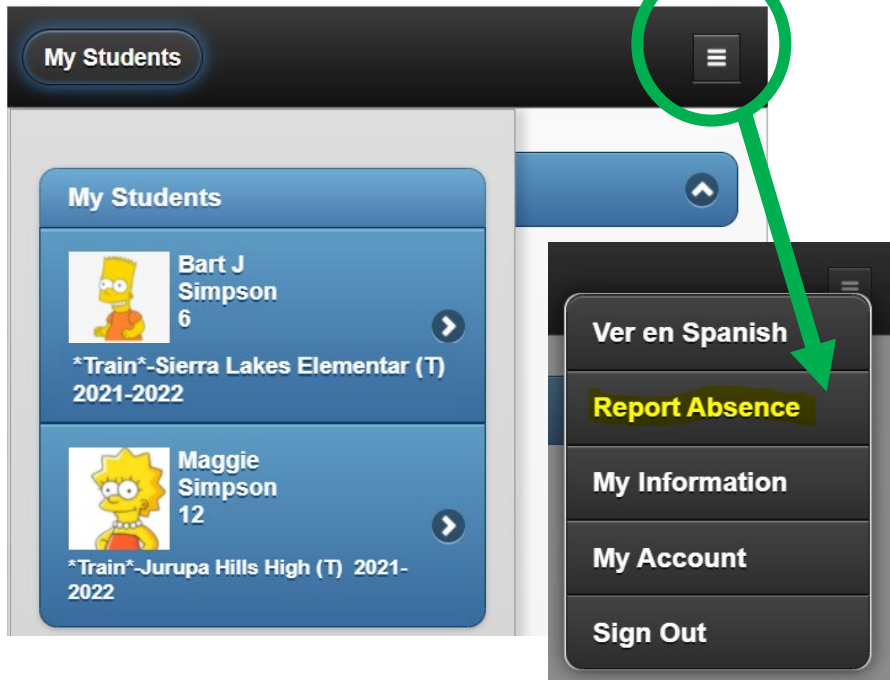 My Students
My Students
Bart J
Simpson
6
*Train*-Sierra Lakes Elementar (T)
2021-2022
Maggie
Simpson
12
*Train*-Jurupa Hills High (T) 2021-
2022
Ver en Spanish
Report Absence
My Information
My Account
Sign Out